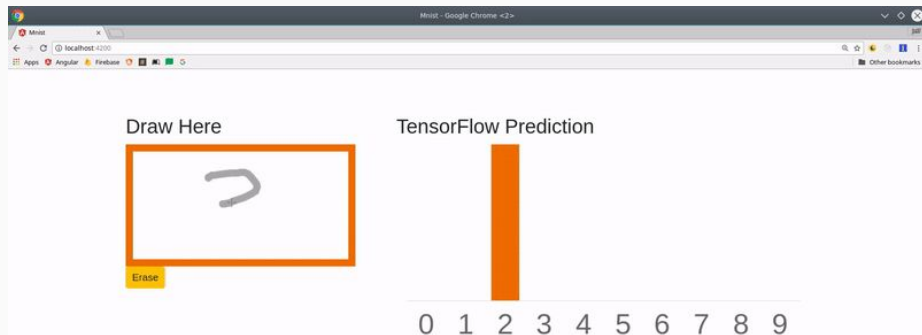 Mnist - Google Chrome <2>
Mnist
localhost:4200
Apps Angular Firebase G
Other bookmarks
Draw Here
TensorFlow Prediction
Erase
0 1 2 3 4 5 6 7 8 9